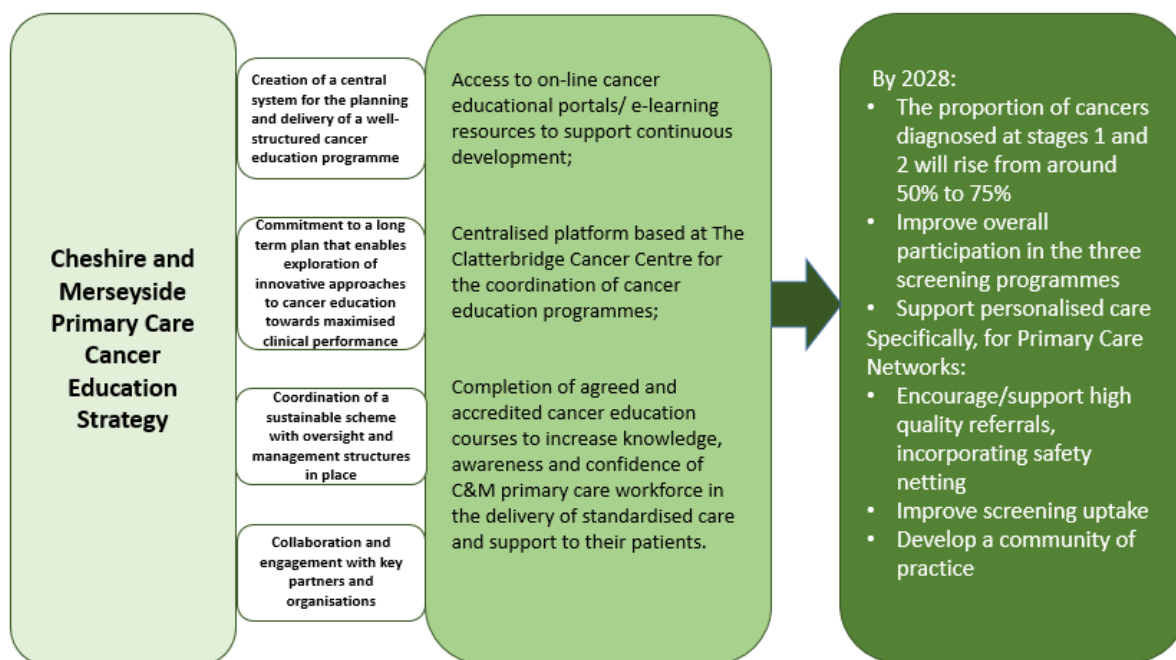 Cheshire and
Merseyside
Primary Care
Cancer
Education
Strategy
Creation of a central
system for the planning
and delivery of a well-
structured cancer
education programme
Commitment to a long
term plan that enables
exploration of
innovative approaches
to cancer education
towards maximised
clinical performance
Coordination of a
sustainable scheme
with oversight and
management structures
in place
Collaboration and
engagement with key
partners and
organisations
Access to on-line cancer
educational portals/ e-learning
resources to support continuous
development;
Centralised platform based at The
Clatterbridge Cancer Centre for
the coordination of cancer
education programmes;
Completion of agreed and
accredited cancer education
courses to increase knowledge,
awareness and confidence of
C&M primary care workforce in
the delivery of standardised care
and support to their patients.
By 2028:
• The proportion of cancers
diagnosed at stages 1 and
2 will rise from around
50% to 75%
• Improve overall
participation in the three
screening programmes
• Support personalised care
Specifically, for Primary Care
Networks:
• Encourage/support high
quality referrals,
incorporating safety
netting
• Improve screening uptake
• Develop a community of
practice